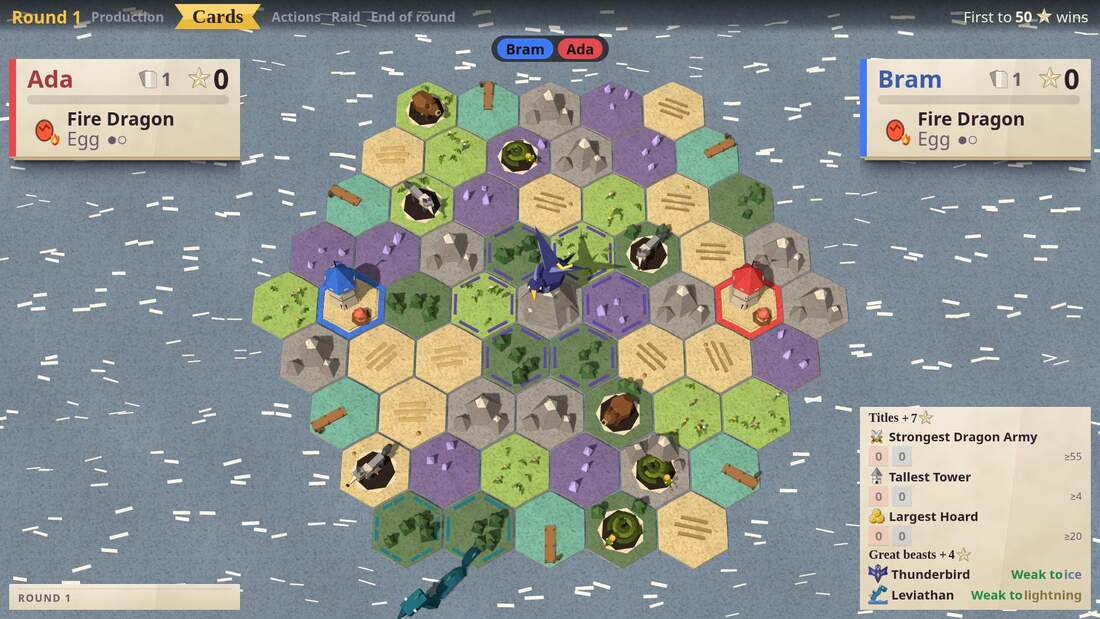 Round 1 Production Cards Actions Raid End of round First to 50 wins
Bram Ada
Ada 1 0
Fire Dragon
Egg
Bram 1 0
Fire Dragon
Egg
Titles +7
Strongest Dragon Army
0 0 ≥55
Tallest Tower
0 0 ≥4
Largest Hoard
0 0 ≥20
Great beasts +4
Thunderbird Weak to ice
Leviathan Weak to lightning
ROUND 1